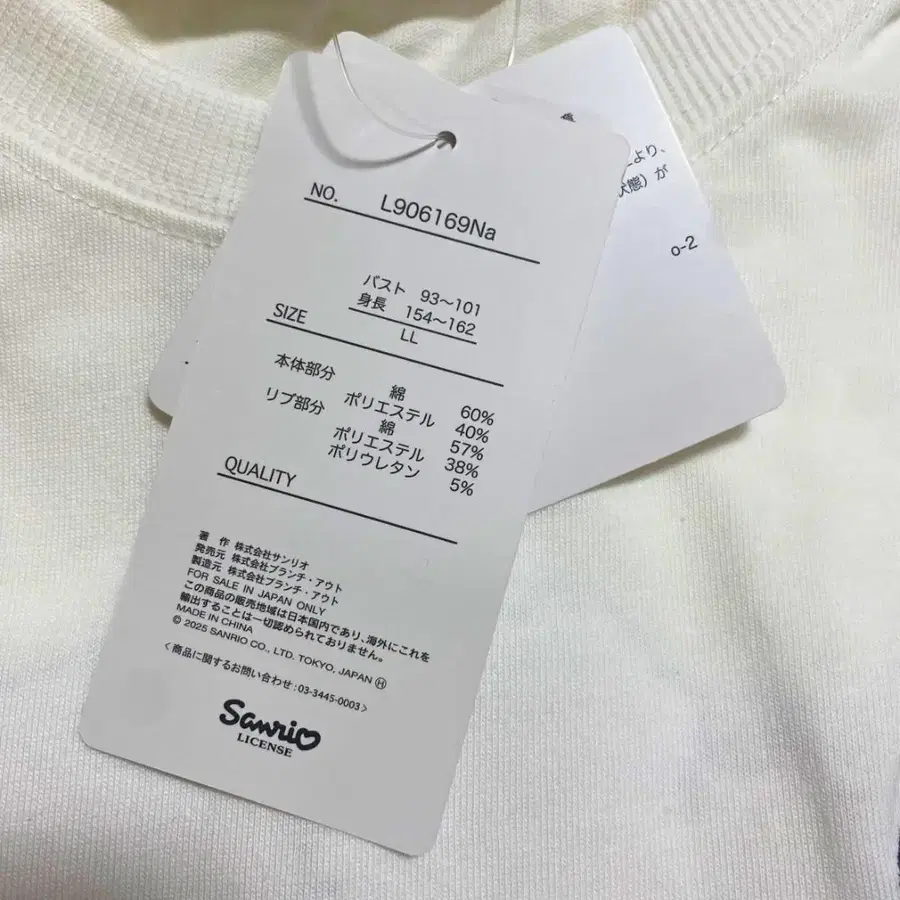 NO. L906169Na
バスト 93〜101
身長 154〜162
SIZE LL
本体部分 綿 60%
ポリエステル 40%
リブ部分 綿 57%
ポリエステル 38%
ポリウレタン 5%
QUALITY
著 作 株式会社サンリオ
発売元 株式会社ブランチ・アウト
製造元 株式会社ブランチ・アウト
FOR SALE IN JAPAN ONLY
この商品の販売地域は日本国内であり、海外にこれを
輸出することは一切認められておりません。
MADE IN CHINA
© 2025 SANRIO CO., LTD. TOKYO, JAPAN Ⓗ
<商品に関するお問い合わせ:03-3445-0003>
Sanrio
LICENSE
より、
状態）が
o-2